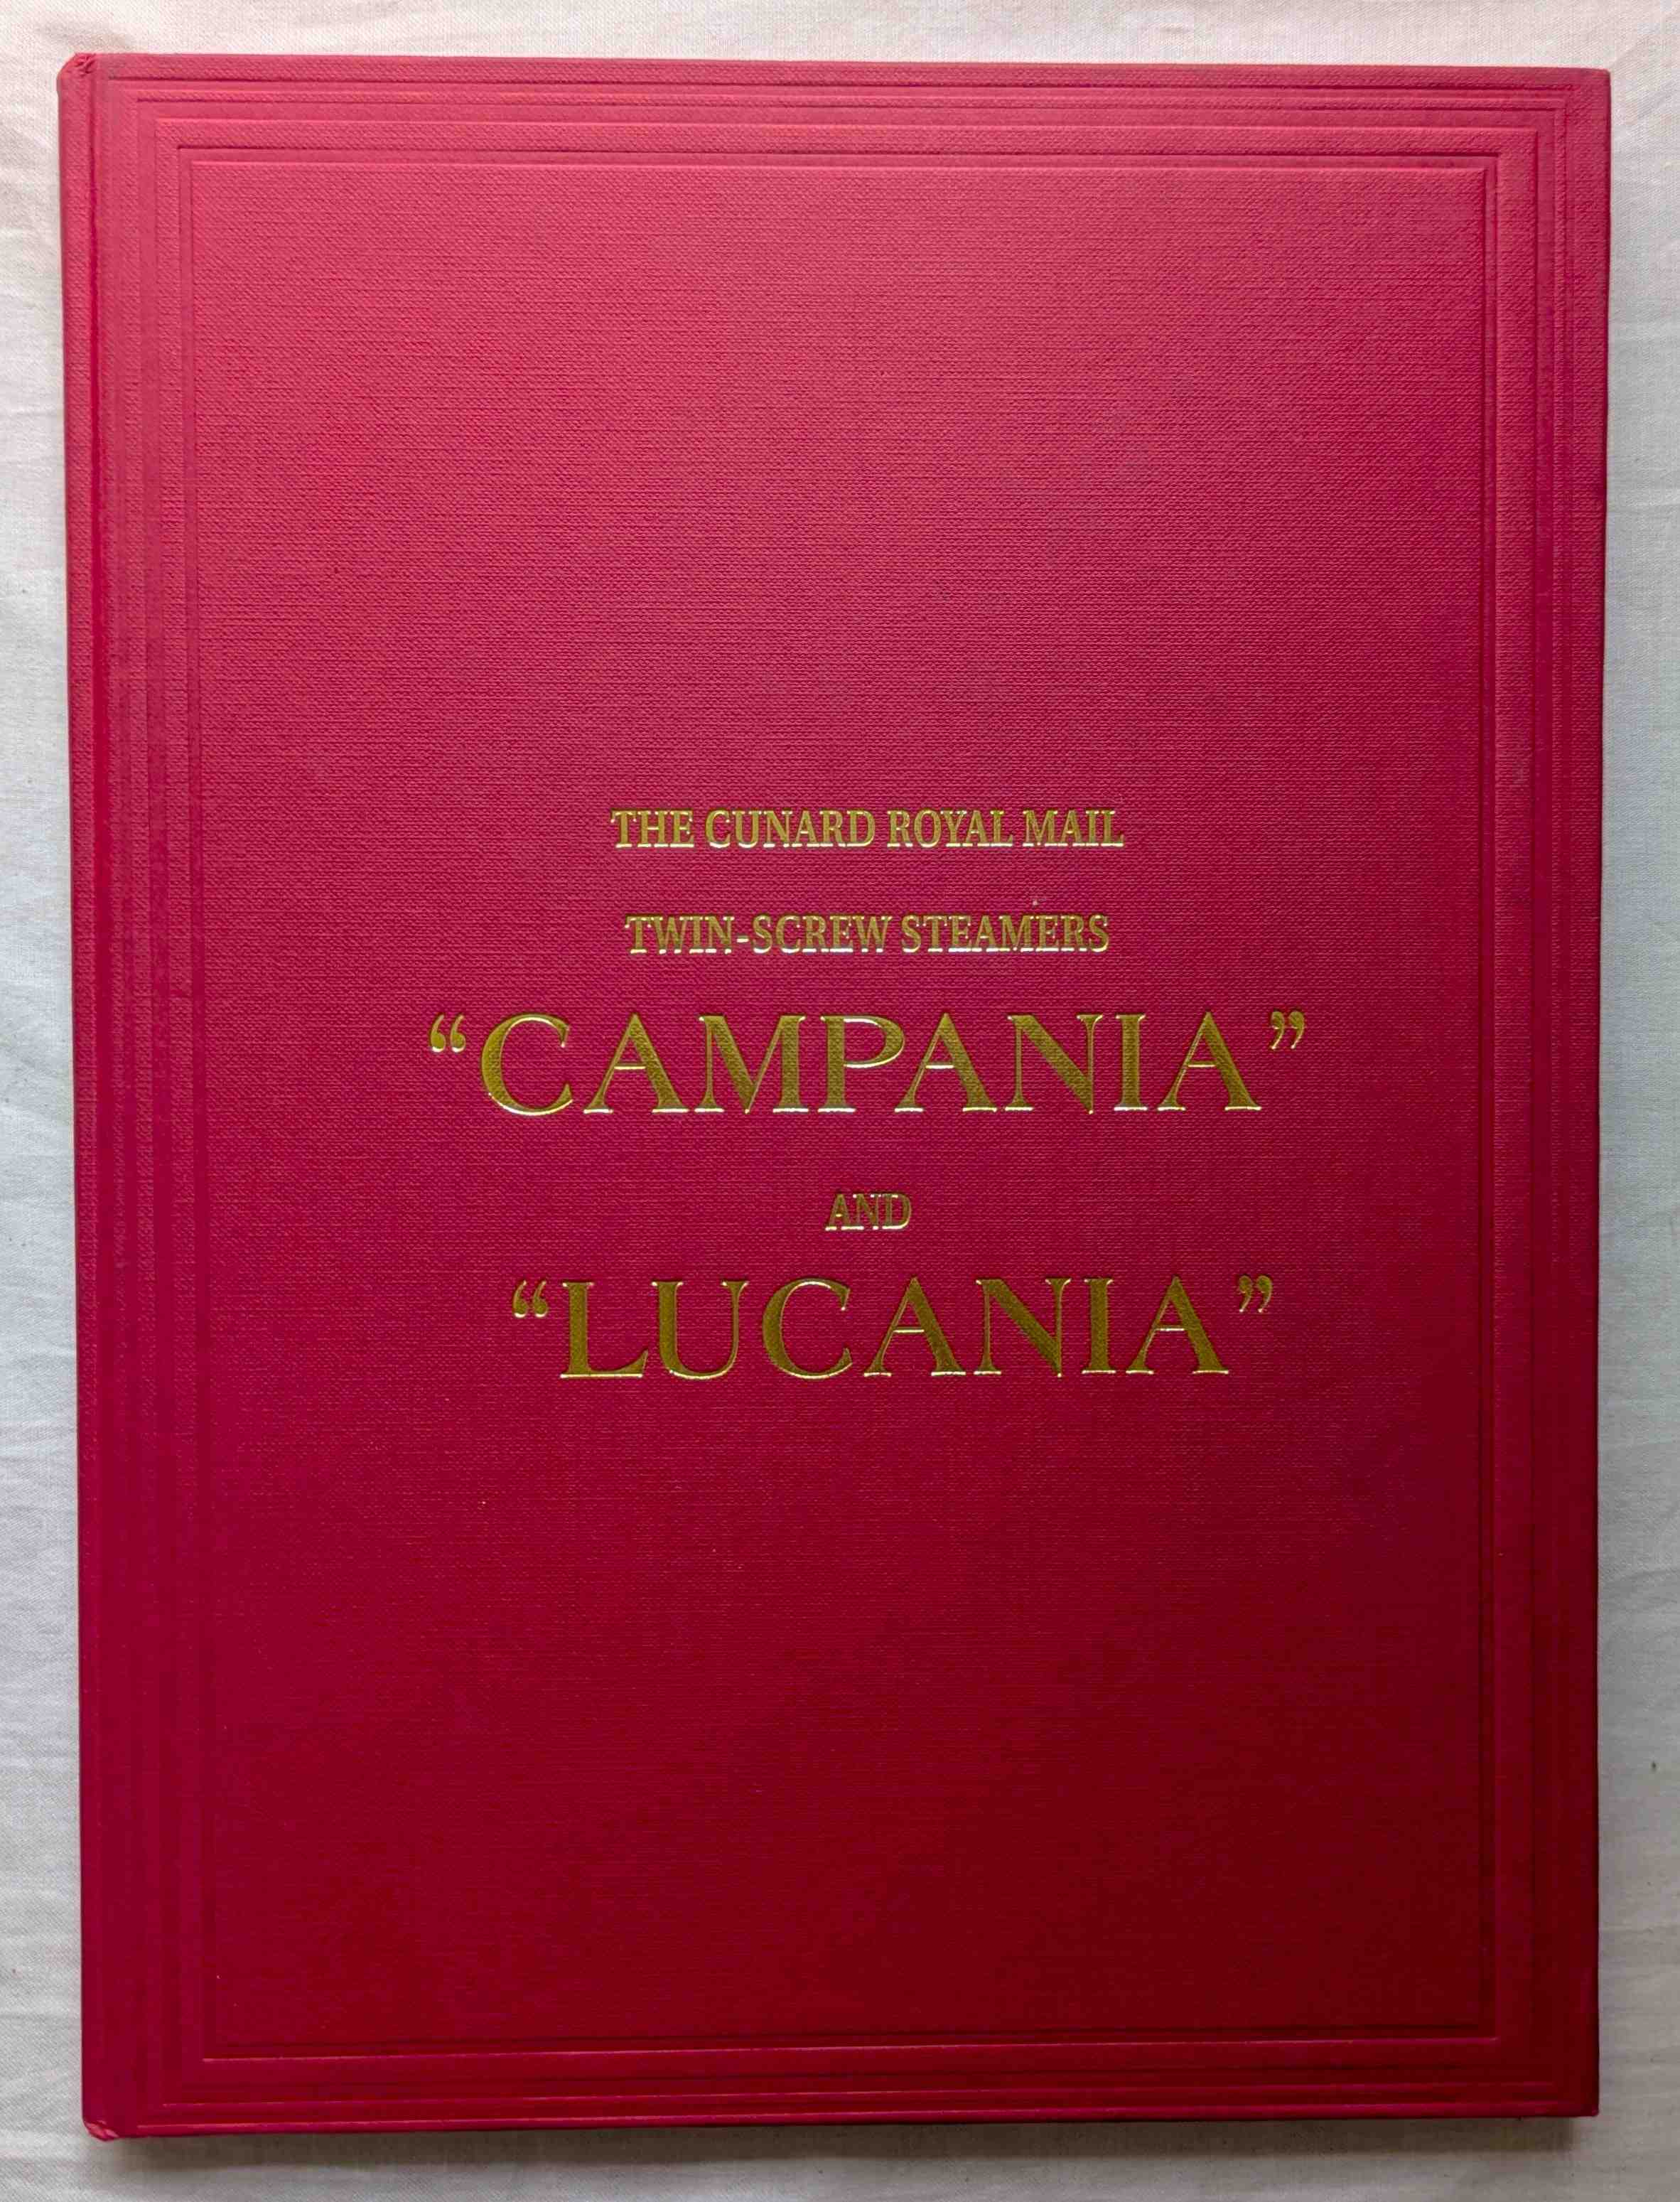 THE CUNARD ROYAL MAIL
TWIN-SCREW STEAMERS
“CAMPANIA”
AND
“LUCANIA”